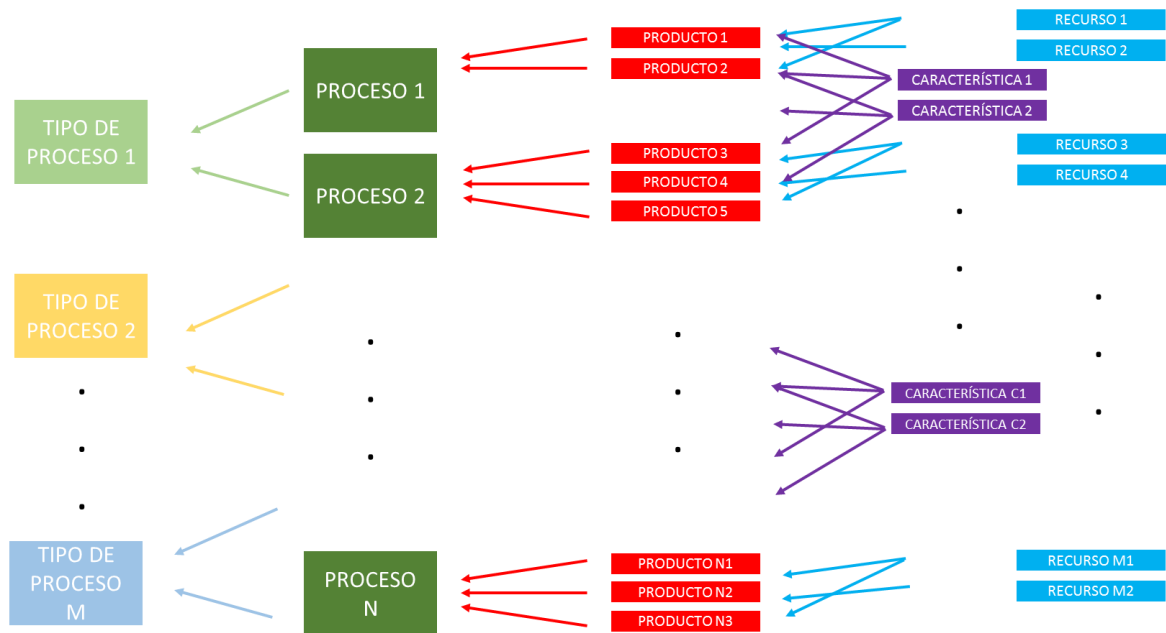 TIPO DE
PROCESO 1
TIPO DE
PROCESO 2
TIPO DE
PROCESO
M
PROCESO 1
PROCESO 2
PROCESO
N
PRODUCTO 1
PRODUCTO 2
PRODUCTO 3
PRODUCTO 4
PRODUCTO 5
PRODUCTO N1
PRODUCTO N2
PRODUCTO N3
CARACTERÍSTICA 1
CARACTERÍSTICA 2
CARACTERÍSTICA C1
CARACTERÍSTICA C2
RECURSO 1
RECURSO 2
RECURSO 3
RECURSO 4
RECURSO M1
RECURSO M2